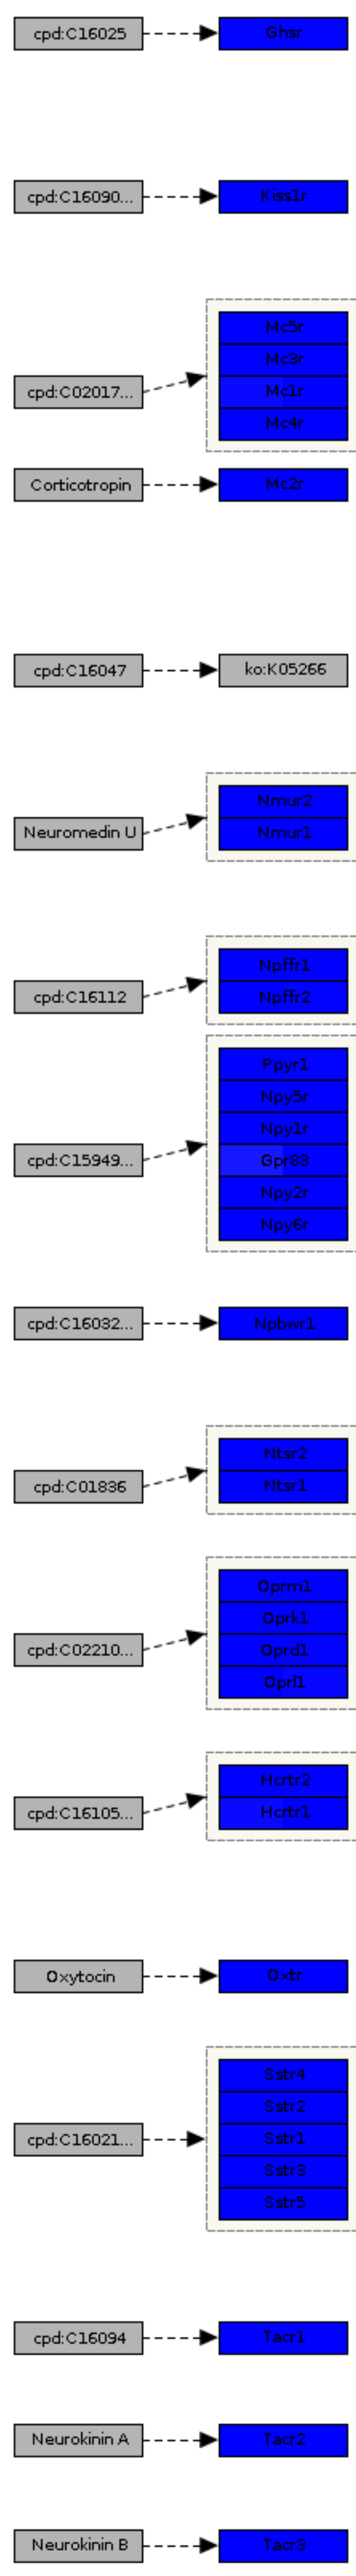 cpd:C16025
Ghsr
cpd:C16090...
Kiss1r
Mc5r
Mc3r
cpd:C02017...
Mc1r
Mc4r
Corticotropin
Mc2r
cpd:C16047
ko:K05266
Nmur2
Neuromedin U
Nmur1
Npffr1
cpd:C16112
Npffr2
Ppyr1
Npy5r
Npy1r
cpd:C15949...
Gpr83
Npy2r
Npy6r
cpd:C16032...
Npbwr1
Ntsr2
cpd:C01836
Ntsr1
Oprm1
Oprk1
cpd:C02210...
Oprd1
Oprl1
Hcrtr2
cpd:C16105...
Hcrtr1
Oxytocin
Oxtr
Sstr4
Sstr2
cpd:C16021...
Sstr1
Sstr3
Sstr5
cpd:C16094
Tacr1
Neurokinin A
Tacr2
Neurokinin B
Tacr3